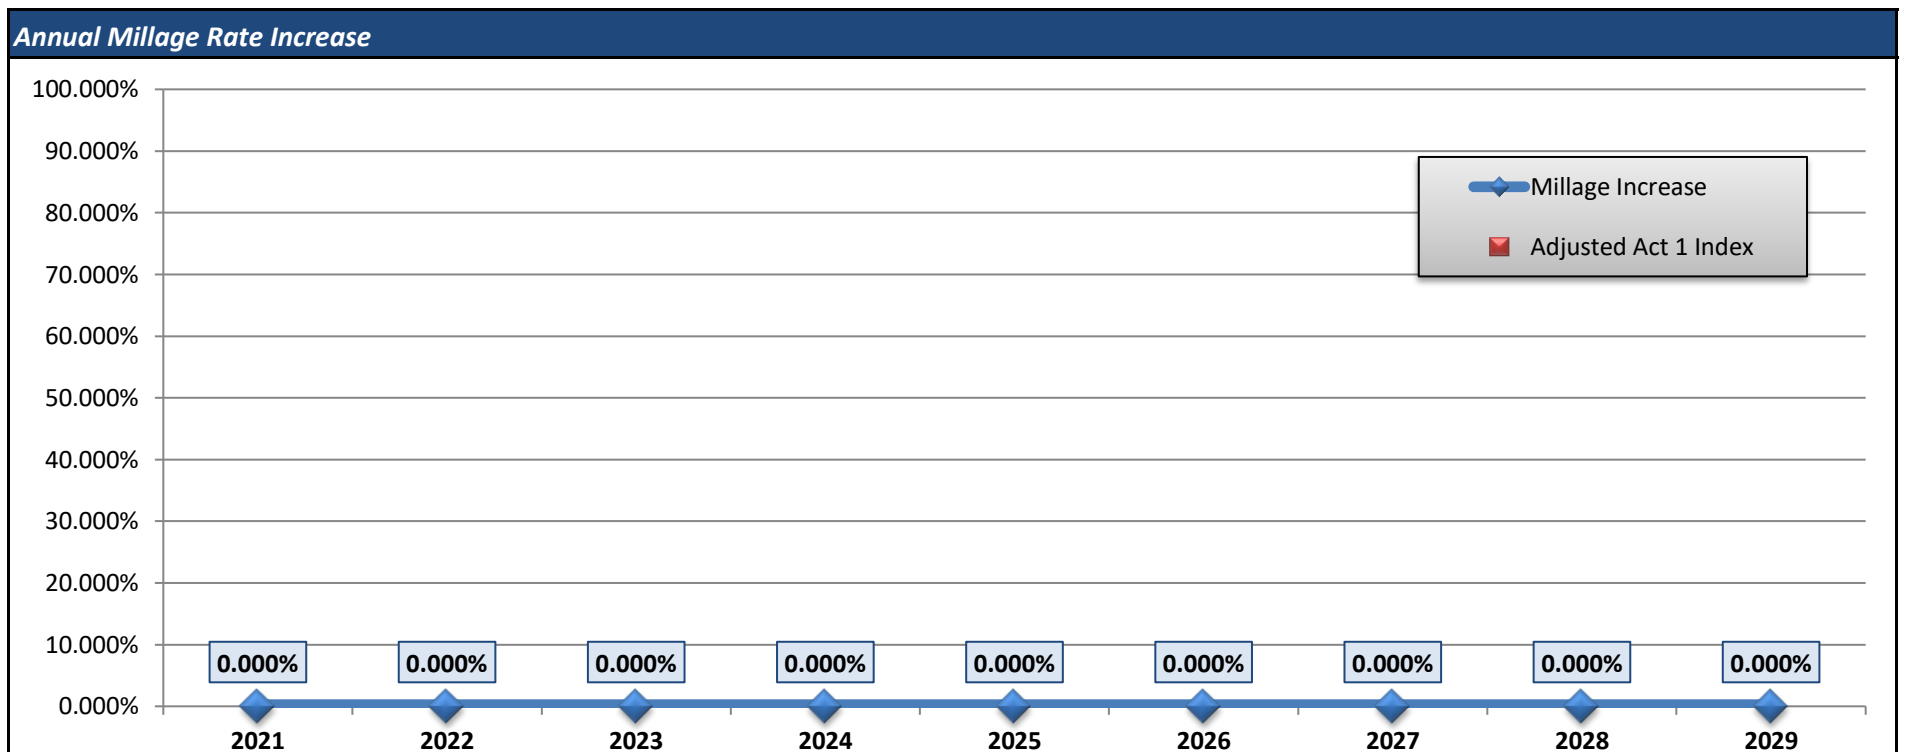 Annual Millage Rate Increase
100.000%
90.000%
80.000%
70.000%
60.000%
50.000%
40.000%
30.000%
20.000%
10.000%
0.000%
Millage Increase
Adjusted Act 1 Index
0.000% 0.000% 0.000% 0.000% 0.000% 0.000% 0.000% 0.000% 0.000%
2021 2022 2023 2024 2025 2026 2027 2028 2029